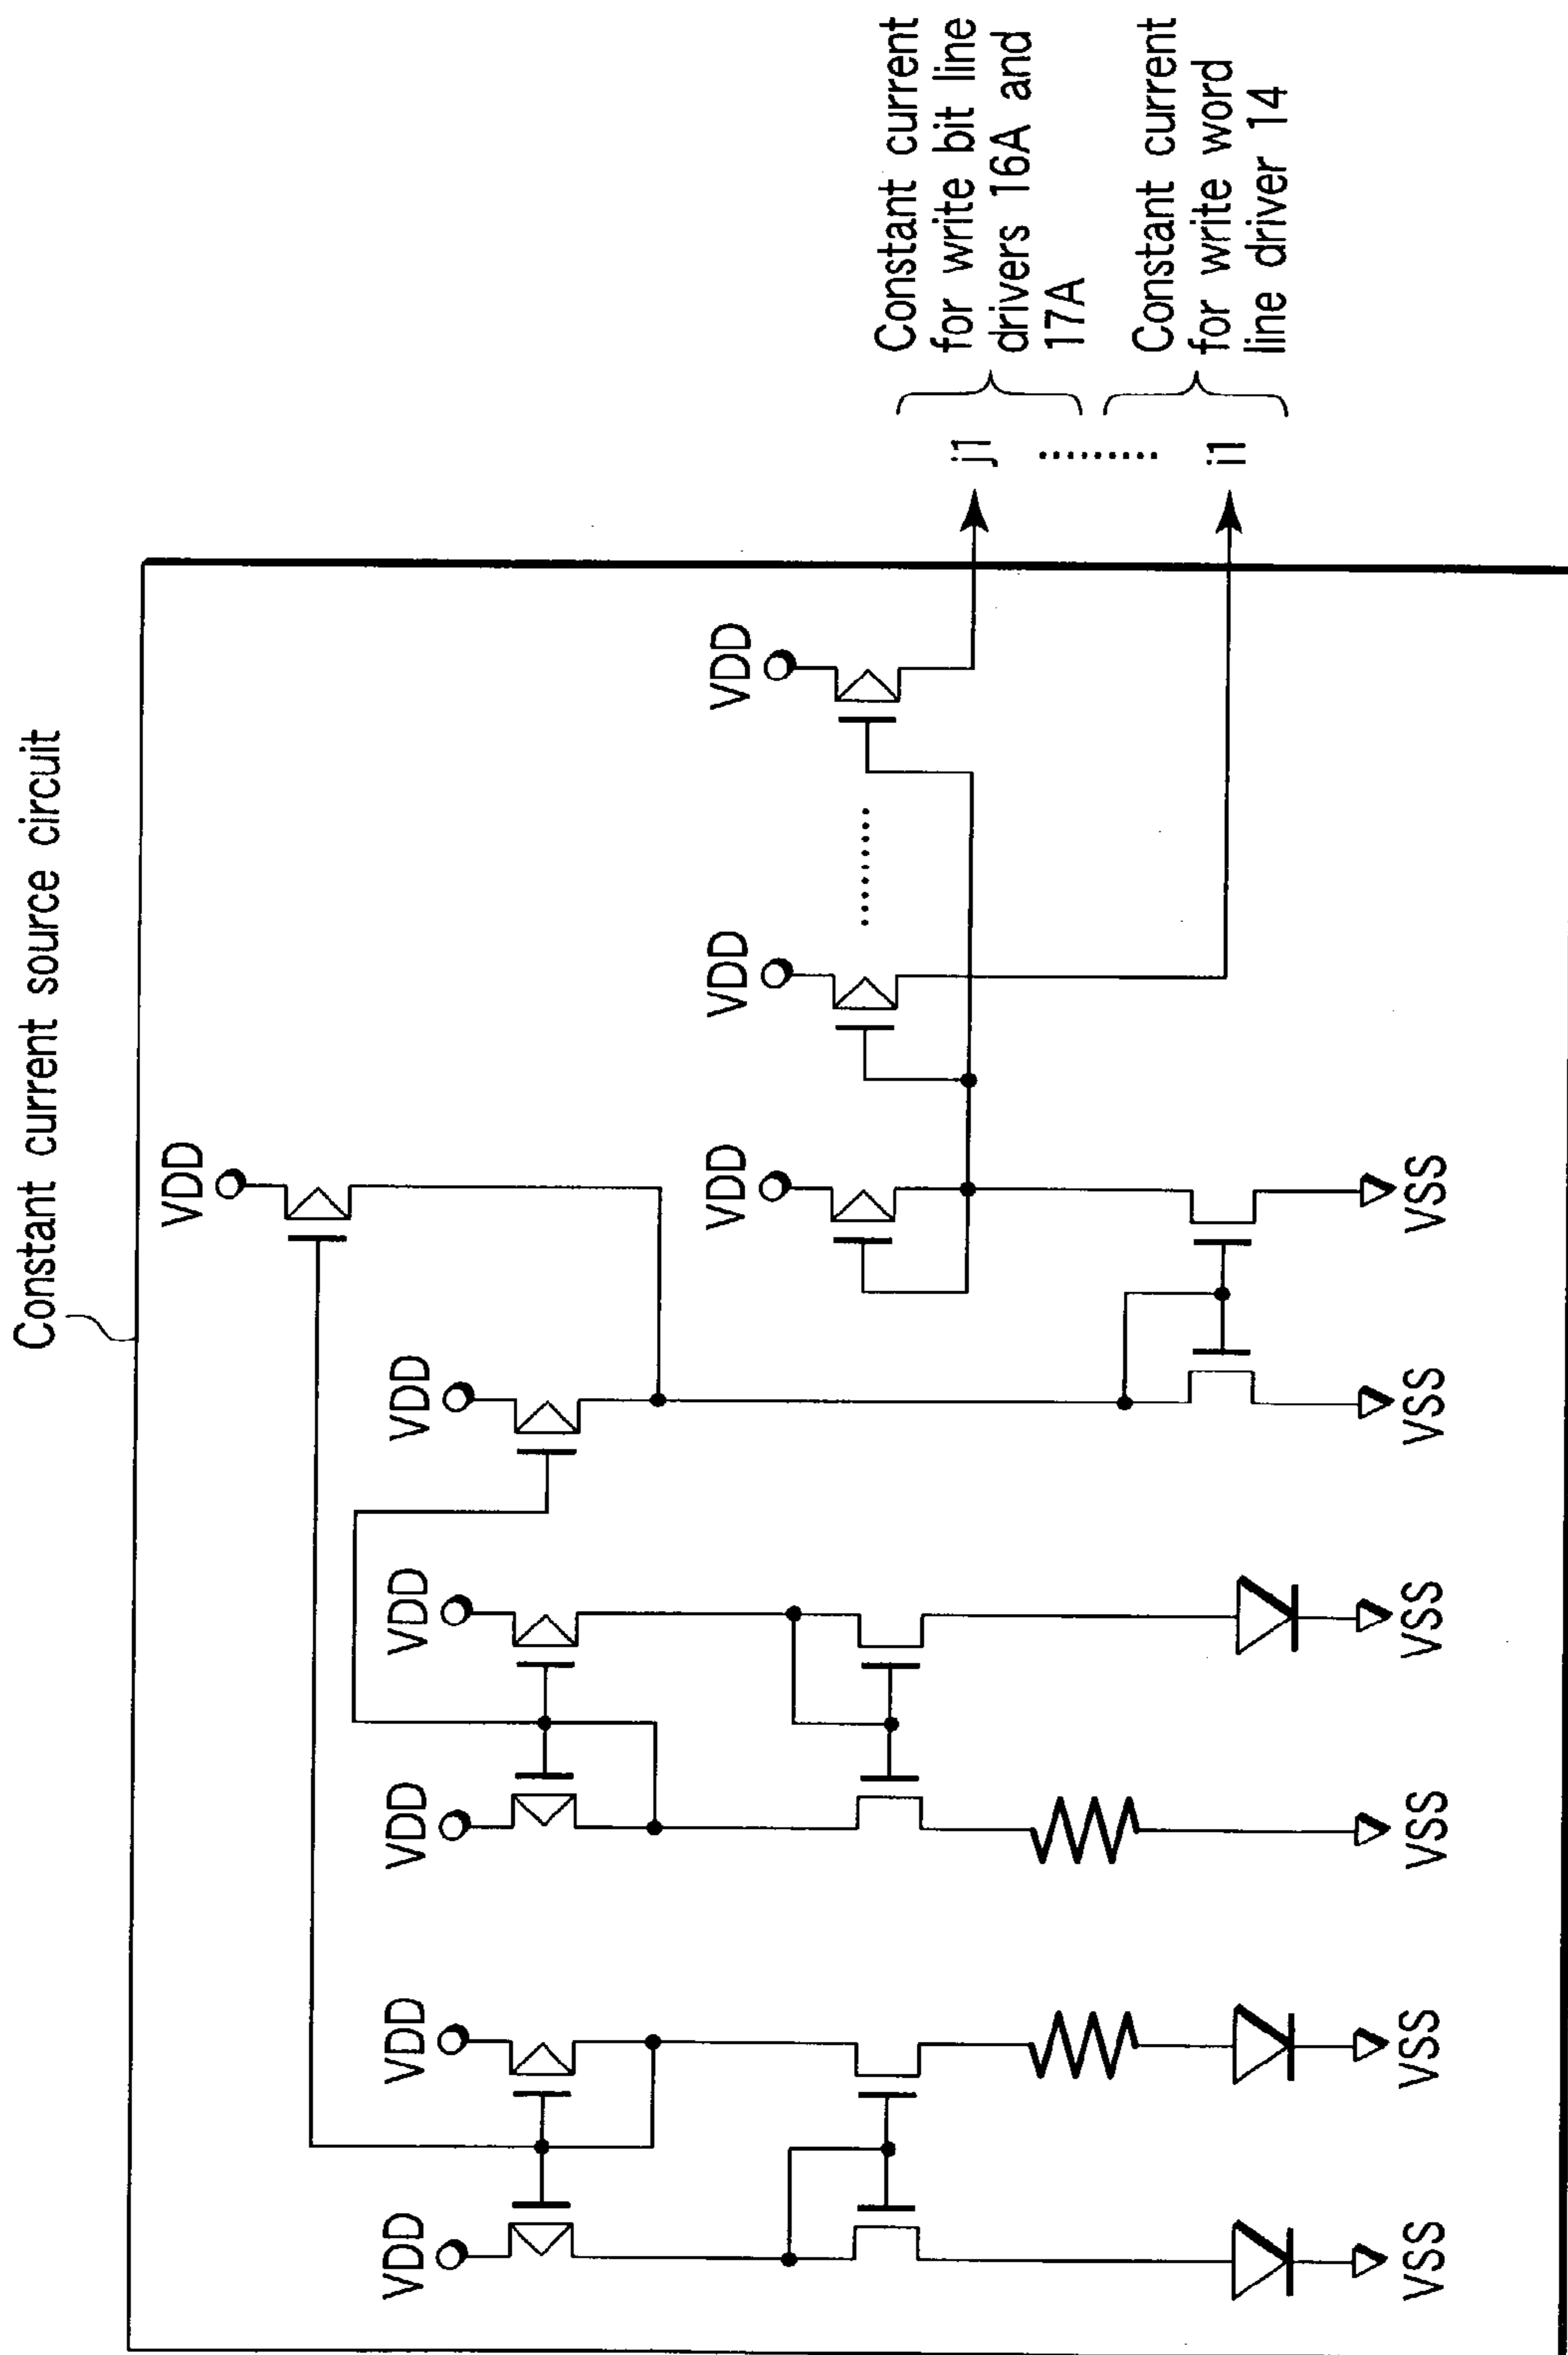 Constant current source circuit
VDD
VDD
VDD
VDD
VDD
VDD
VDD
VDD
VDD
VSS
VSS
VSS
VSS
VSS
VSS
j1
i1
Constant current
for write bit line
drivers 16A and
17A
Constant current
for write word
line driver 14